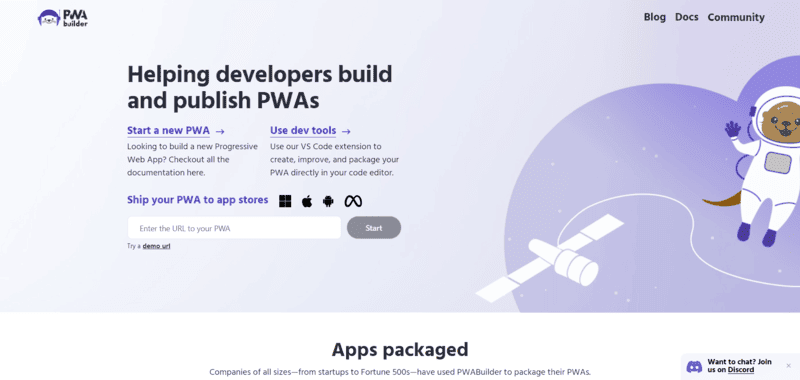 PWA
builder
Blog Docs Community
Helping developers build
and publish PWAs
Start a new PWA →
Looking to build a new Progressive
Web App? Checkout all the
documentation here.
Use dev tools →
Use our VS Code extension to
create, improve, and package your
PWA directly in your code editor.
Ship your PWA to app stores
Enter the URL to your PWA
Start
Try a demo url
Apps packaged
Companies of all sizes—from startups to Fortune 500s—have used PWABuilder to package their PWAs.
Want to chat? Join
us on Discord